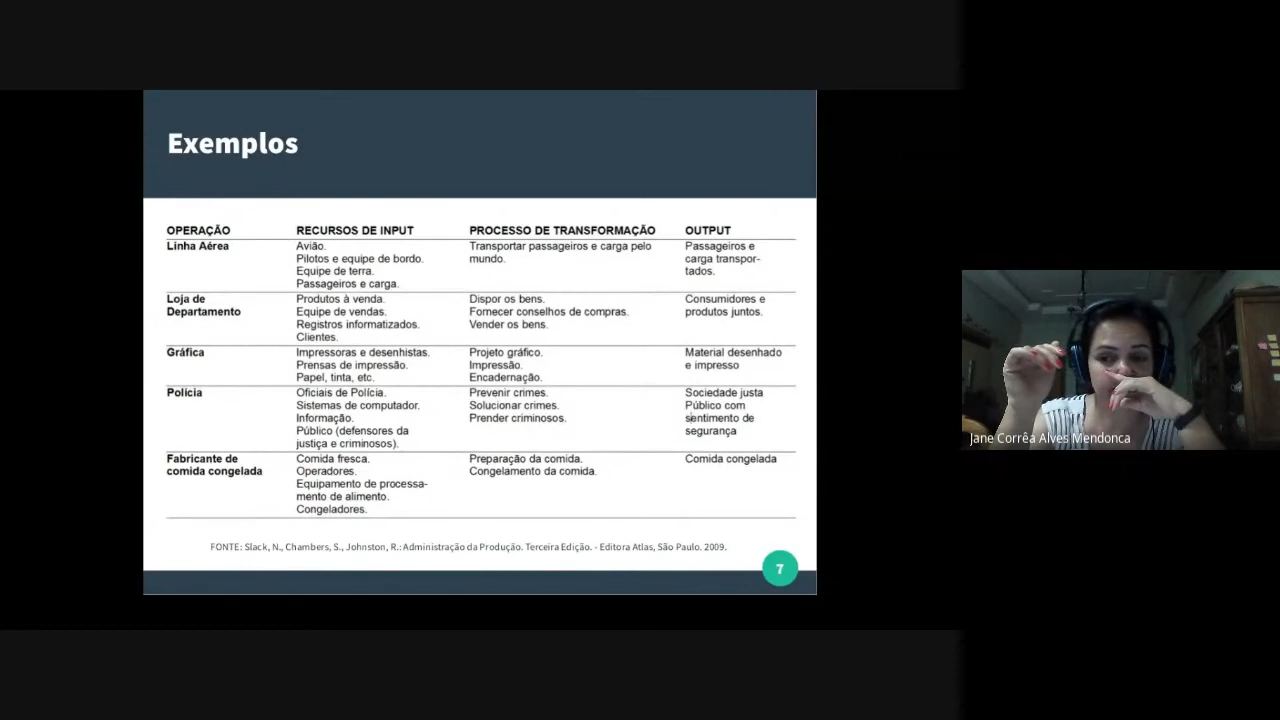 Exemplos
OPERAÇÃO RECURSOS DE INPUT PROCESSO DE TRANSFORMAÇÃO OUTPUT
Linha Aérea Avião. Transportar passageiros e carga pelo Passageiros e
Pilotos e equipe de bordo. mundo. carga transpor-
Equipe de terra. tados.
Passageiros e carga.
Loja de Produtos à venda. Dispor os bens. Consumidores e
Departamento Equipe de vendas. Fornecer conselhos de compras. produtos juntos.
Registros informatizados. Vender os bens.
Clientes.
Gráfica Impressoras e desenhistas. Projeto gráfico. Material desenhado
Prensas de impressão. Impressão. e impresso
Papel, tinta, etc. Encadernação.
Polícia Oficiais de Polícia. Prevenir crimes. Sociedade justa
Sistemas de computador. Solucionar crimes. Público com
Informação. Prender criminosos. sentimento de
Público (defensores da segurança
justiça e criminosos).
Fabricante de Comida fresca. Preparação da comida. Comida congelada
comida congelada Operadores. Congelamento da comida.
Equipamento de processa-
mento de alimento.
Congeladores.
FONTE: Slack, N., Chambers, S., Johnston, R.: Administração da Produção. Terceira Edição. - Editora Atlas, São Paulo. 2009.
7
Jane Corrêa Alves Mendonca